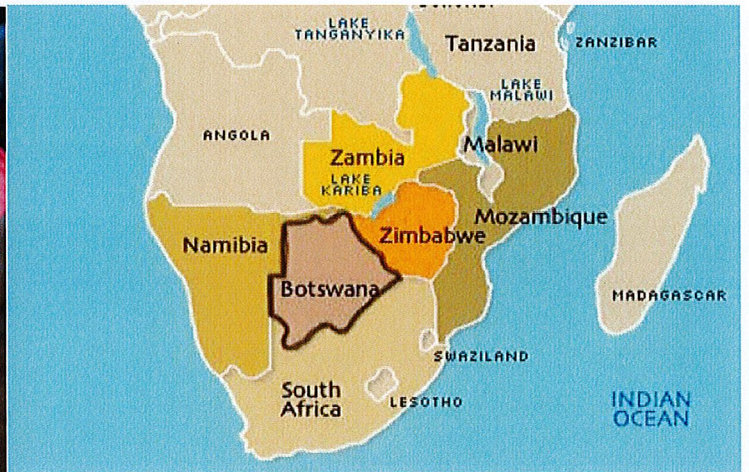 LAKE
TANGANYIKA
Tanzania
ZANZIBAR
LAKE
MALAWI
ANGOLA
Malawi
Zambia
LAKE
KARIBA
Mozambique
Zimbabwe
Namibia
Botswana
MADAGASCAR
SWAZILAND
South
Africa
LESOTHO
INDIAN
OCEAN